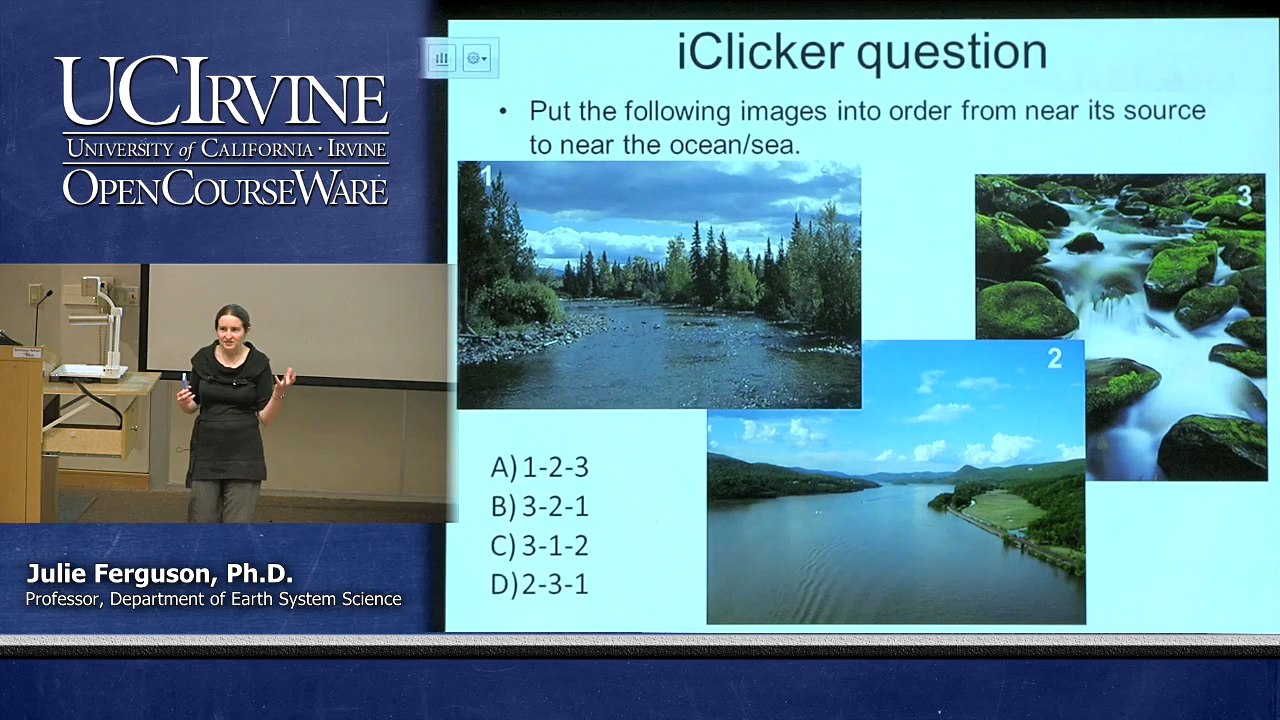 UCIRVINE
UNIVERSITY of CALIFORNIA · IRVINE
OPENCOURSEWARE
iClicker question
• Put the following images into order from near its source
to near the ocean/sea.
1
3
2
A) 1-2-3
B) 3-2-1
C) 3-1-2
D) 2-3-1
Julie Ferguson, Ph.D.
Professor, Department of Earth System Science